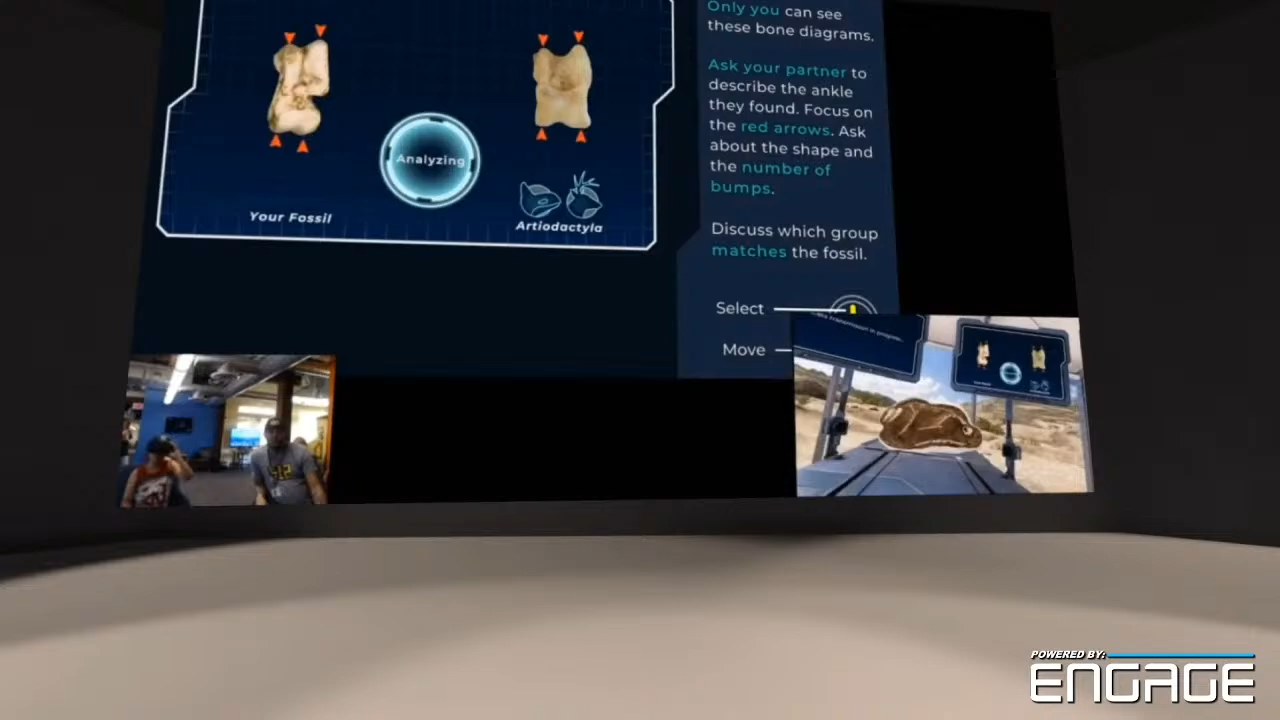 Only you can see
these bone diagrams.
Ask your partner to
describe the ankle
they found. Focus on
the red arrows. Ask
about the shape and
the number of
bumps.
Discuss which group
matches the fossil.
Select
Move
Analyzing
Your Fossil
Artiodactyla
POWERED BY:
ENGAGE